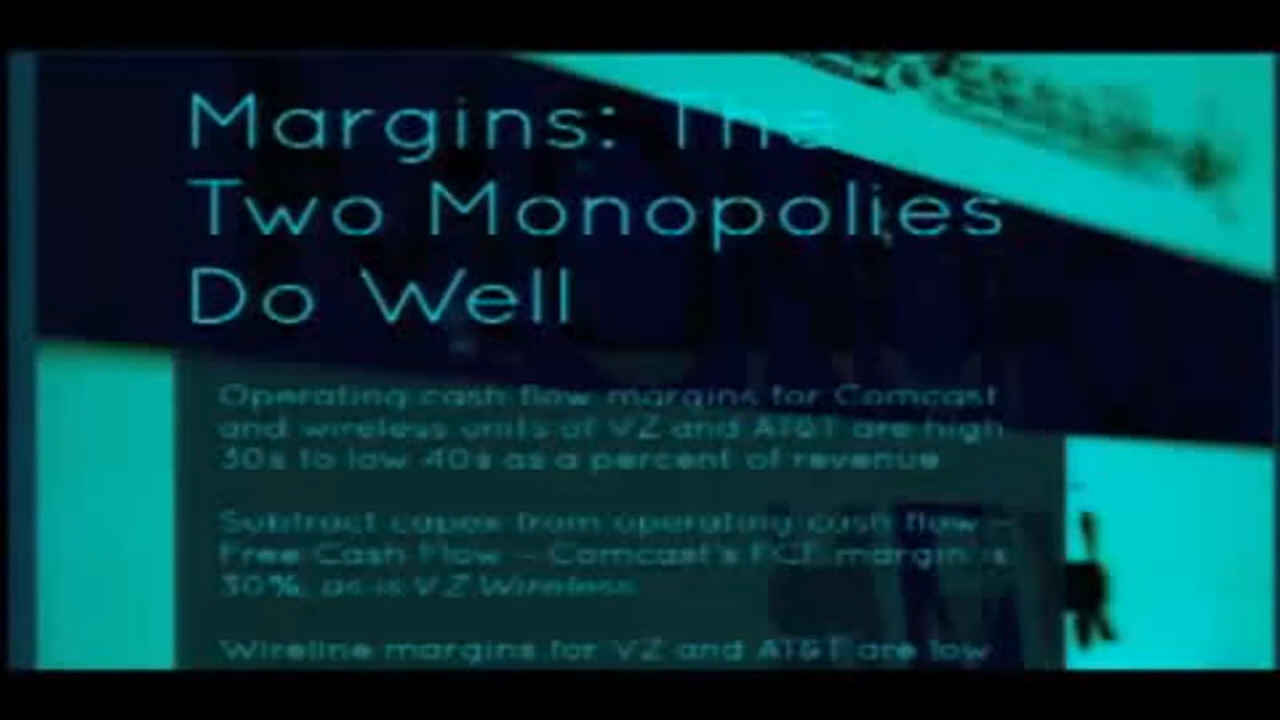 Margins: The
Two Monopolies
Do Well
Operating cash flow margins for Comcast
and wireless units of VZ and AT&T are high
30s to low 40s as a percent of revenue
Subtract capex from operating cash flow –
Free Cash Flow – Comcast's FCF margin is
30%, as is VZ Wireless
Wireline margins for VZ and AT&T are low